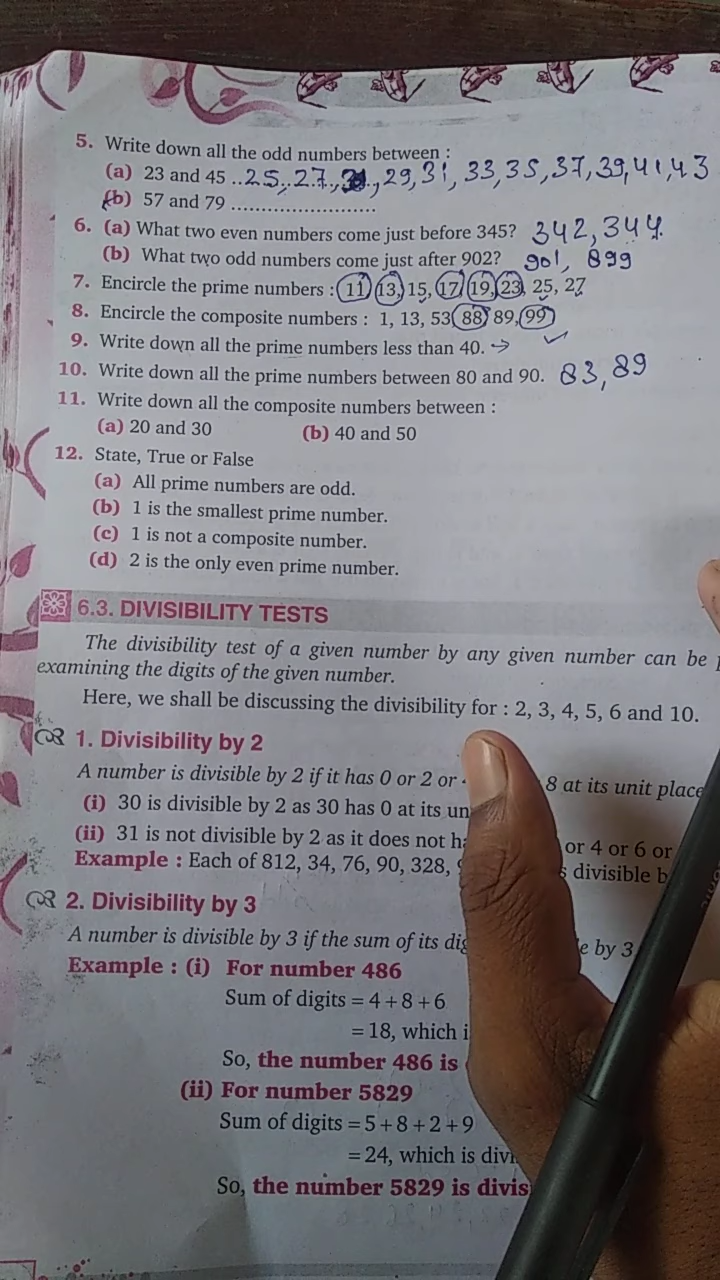 5. Write down all the odd numbers between :
(a) 23 and 45 ..25, 27, 29, 31, 33, 35, 37, 39, 41, 43
(b) 57 and 79 ........................
6. (a) What two even numbers come just before 345? 342, 344
(b) What two odd numbers come just after 902? 901, 899
7. Encircle the prime numbers : 11 13, 15, 17, 19, 23, 25, 27
8. Encircle the composite numbers : 1, 13, 53, 88, 89, 99
9. Write down all the prime numbers less than 40. →
10. Write down all the prime numbers between 80 and 90. 83, 89
11. Write down all the composite numbers between :
(a) 20 and 30 (b) 40 and 50
12. State, True or False
(a) All prime numbers are odd.
(b) 1 is the smallest prime number.
(c) 1 is not a composite number.
(d) 2 is the only even prime number.
6.3. DIVISIBILITY TESTS
The divisibility test of a given number by any given number can be
examining the digits of the given number.
Here, we shall be discussing the divisibility for : 2, 3, 4, 5, 6 and 10.
1. Divisibility by 2
A number is divisible by 2 if it has 0 or 2 or 8 at its unit place
(i) 30 is divisible by 2 as 30 has 0 at its
(ii) 31 is not divisible by 2 as it does not or 4 or 6 or
Example : Each of 812, 34, 76, 90, 328, divisible
2. Divisibility by 3
A number is divisible by 3 if the sum of its by 3
Example : (i) For number 486
Sum of digits = 4 + 8 + 6
= 18, which
So, the number 486 is
(ii) For number 5829
Sum of digits = 5 + 8 + 2 + 9
= 24, which is
So, the number 5829 is